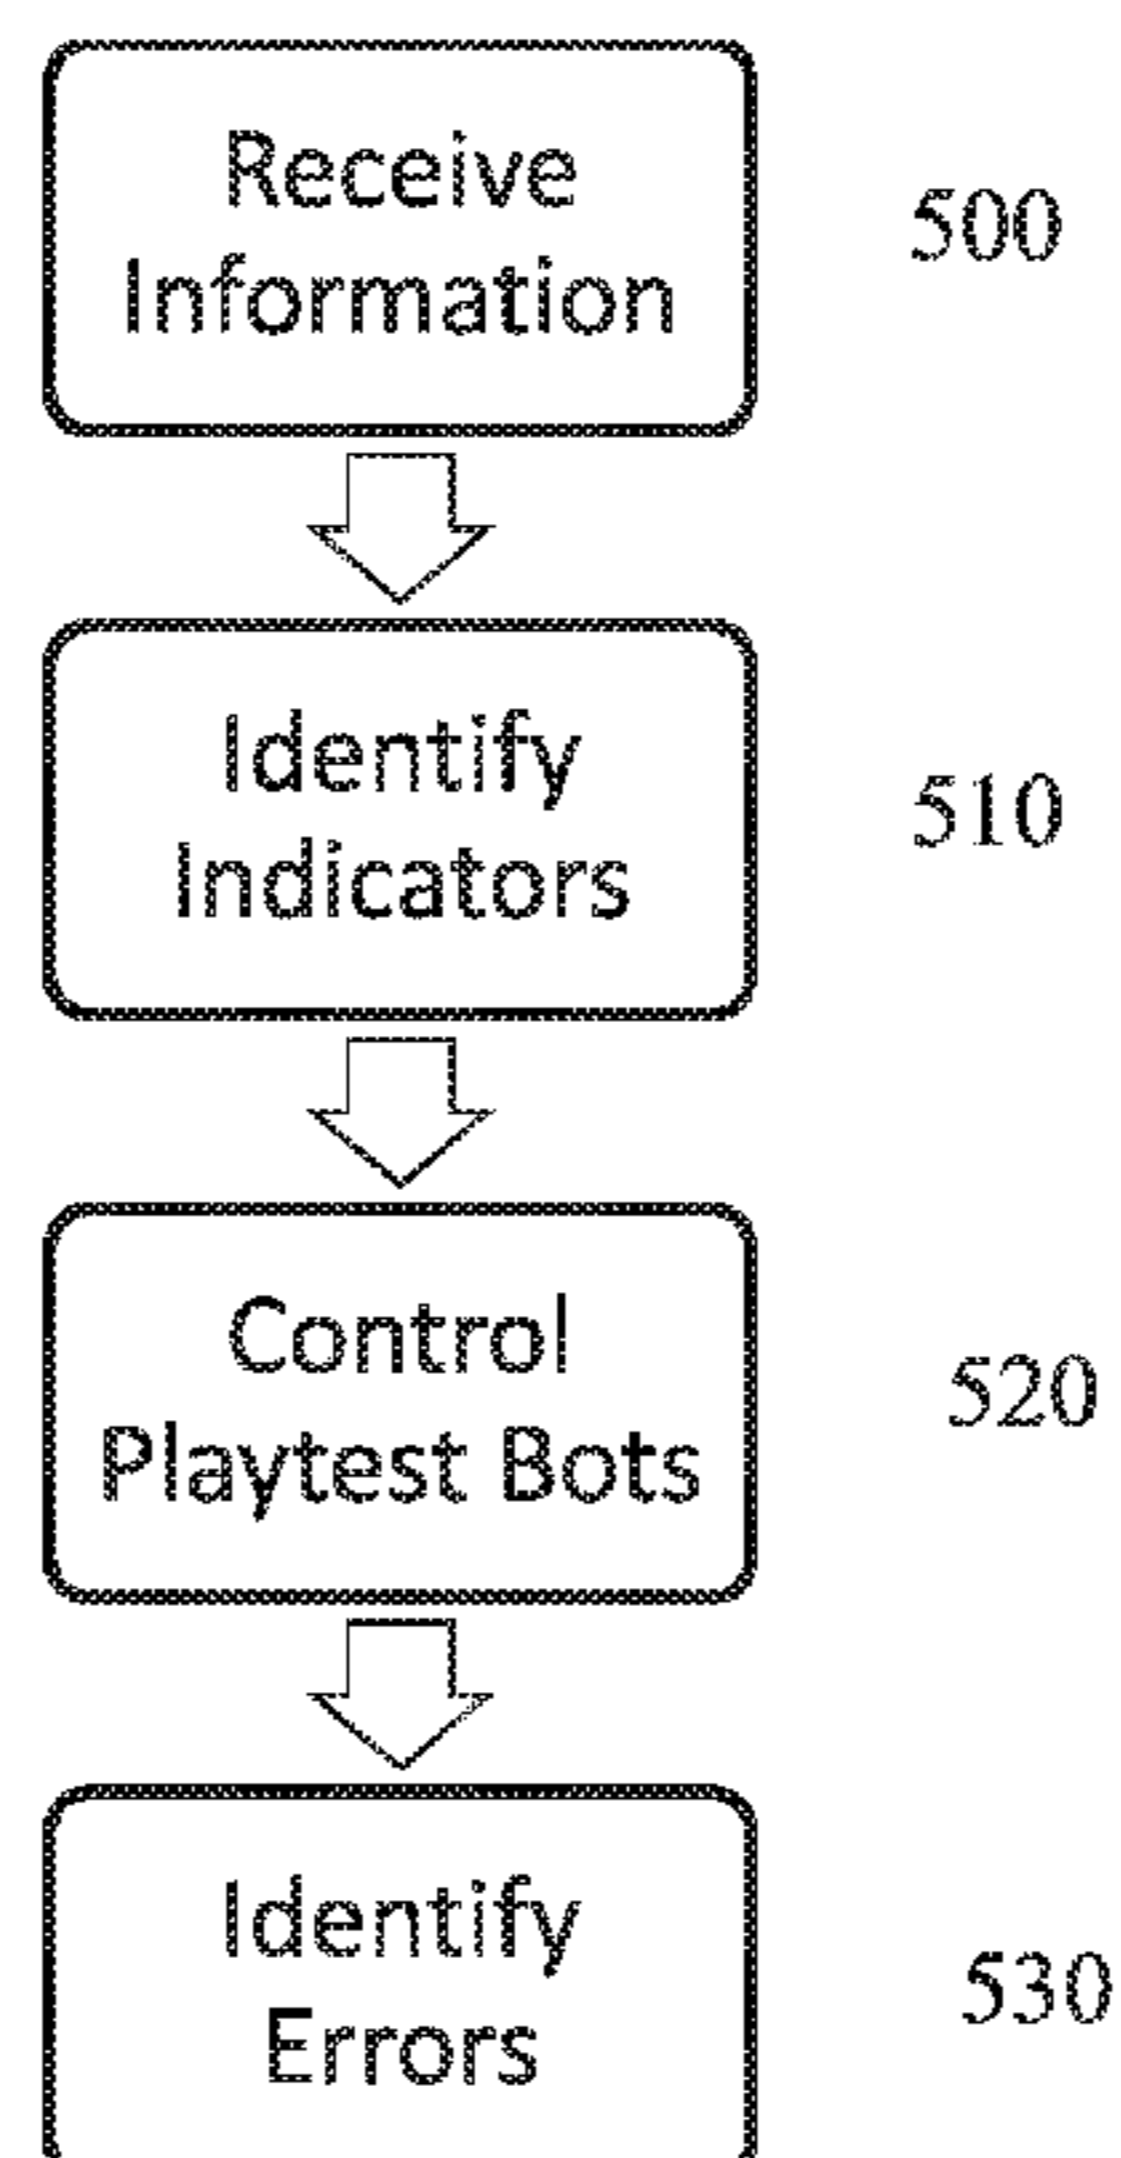 Receive
Information
500
Identify
Indicators
510
Control
Playtest Bots
520
Identify
Errors
530